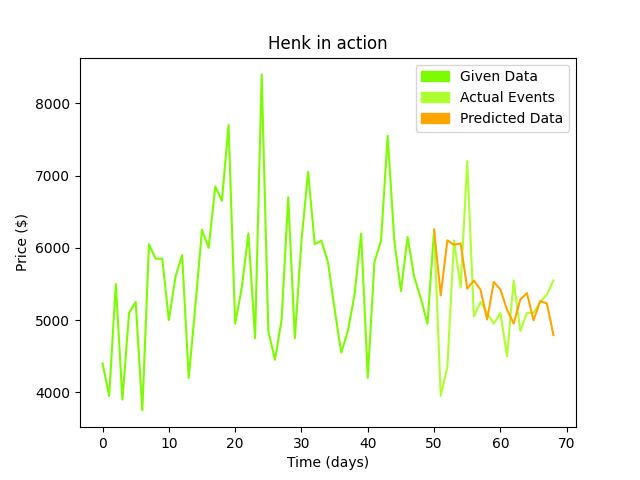 Henk in action
Given Data
Actual Events
Predicted Data
Price ($)
8000
7000
6000
5000
4000
0 10 20 30 40 50 60 70
Time (days)